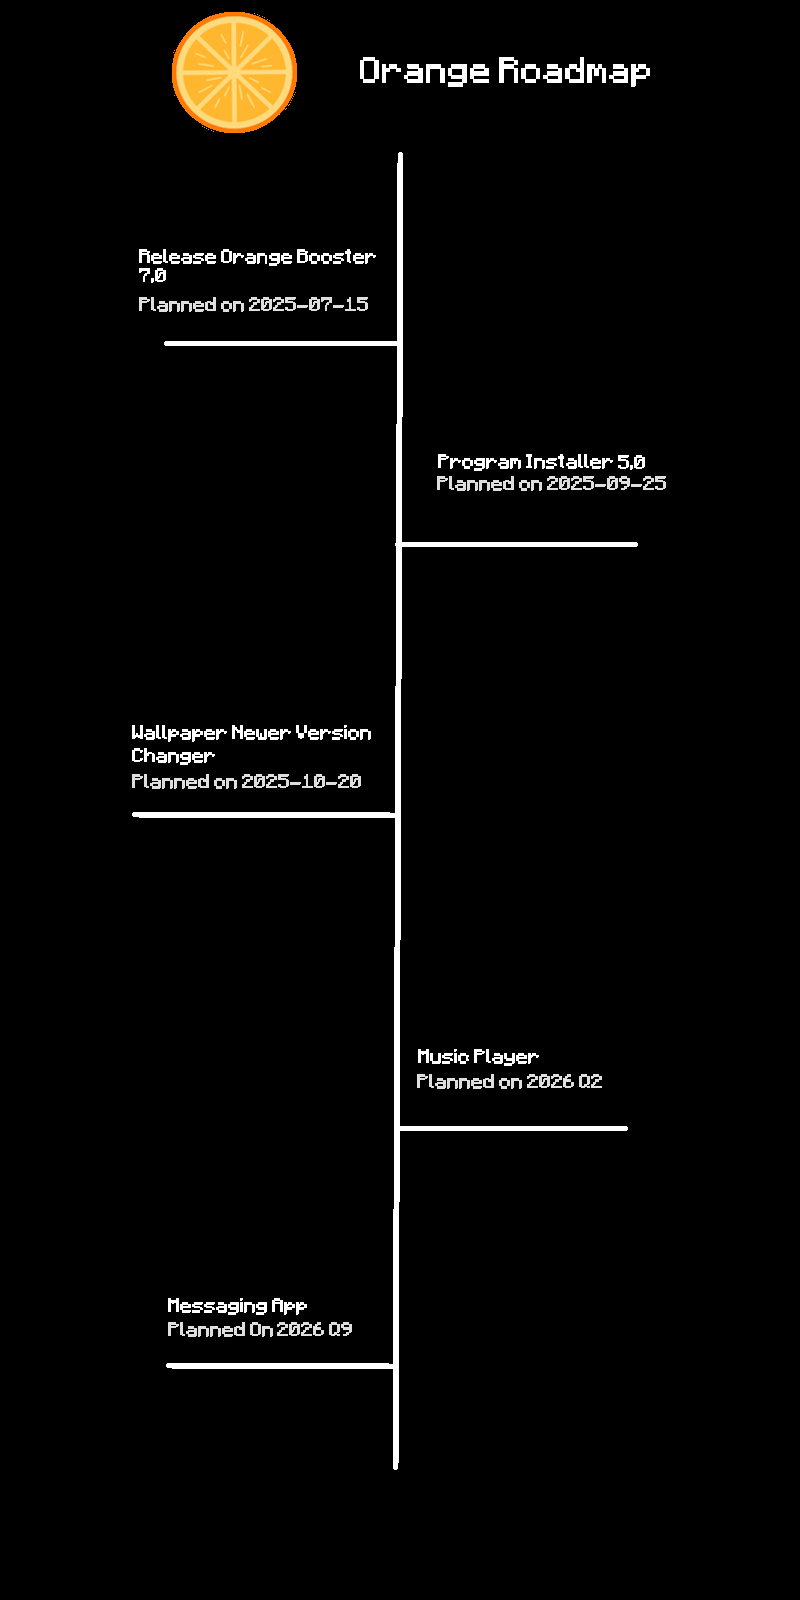 Orange Roadmap
Release Orange Booster
7,0
Planned on 2025-07-15
Program Installer 5,0
Planned on 2025-09-25
Wallpaper Newer Version
Changer
Planned on 2025-10-20
Music Player
Planned on 2026 Q2
Messaging App
Planned On 2026 Q9